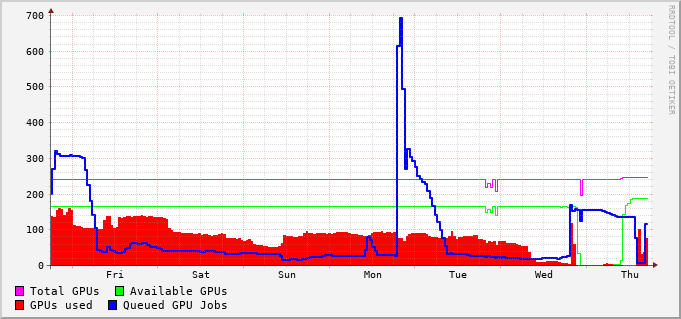 700
600
500
400
300
200
100
0
Fri Sat Sun Mon Tue Wed Thu
Total GPUs Available GPUs
GPUs used Queued GPU Jobs
RRDTOOL / TOBI OETIKER